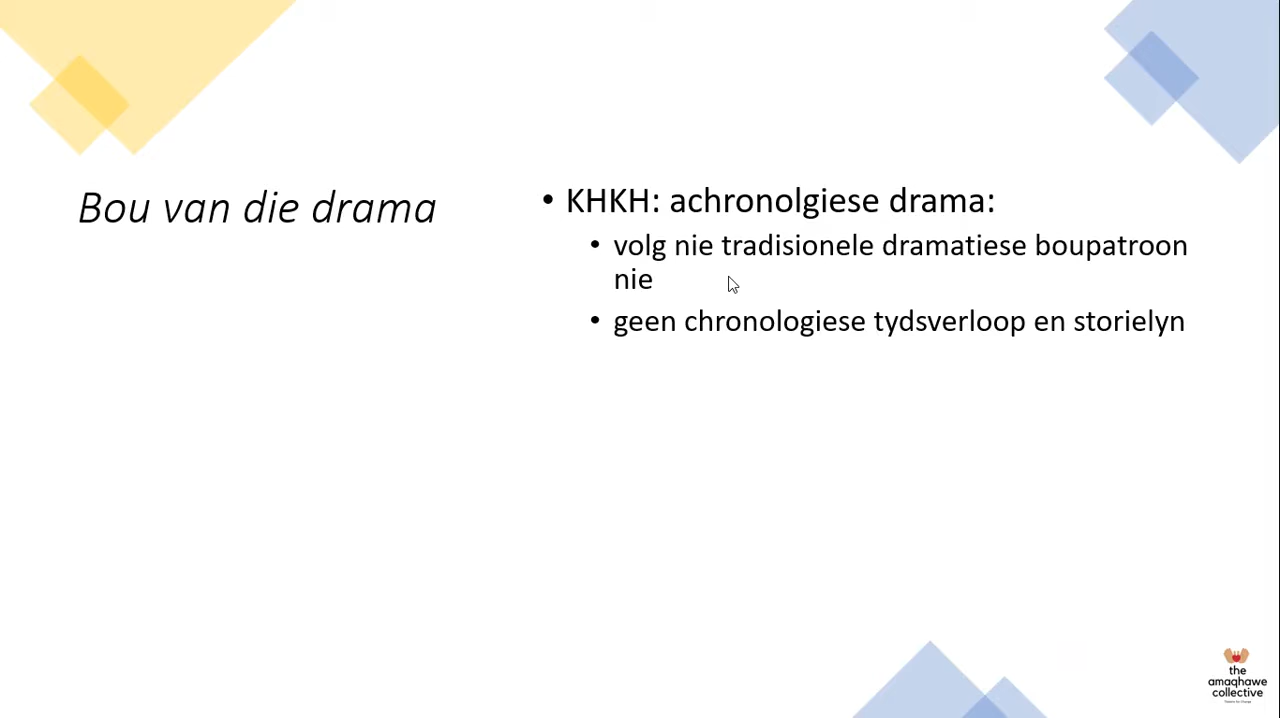 Bou van die drama
• KHKH: achronolgiese drama:
• volg nie tradisionele dramatiese boupatroon
nie
• geen chronologiese tydsverloop en storielyn
the
amaqhawe
collective